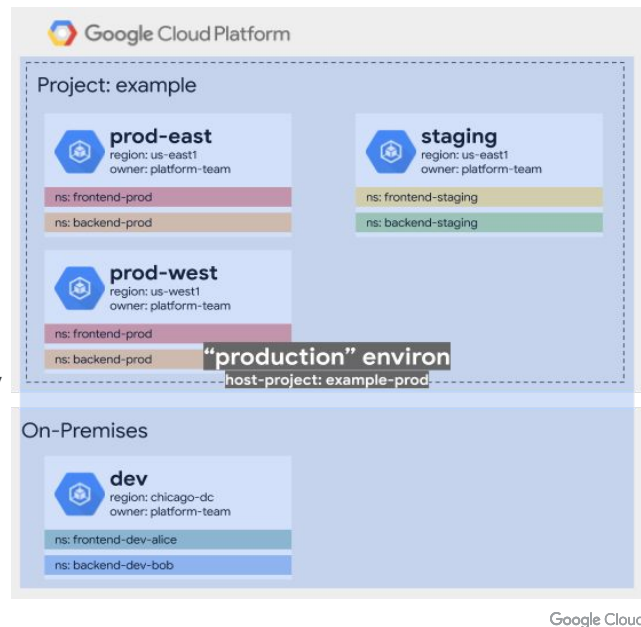 Google Cloud Platform
Project: example
prod-east
region: us-east1
owner: platform-team
ns: frontend-prod
ns: backend-prod
staging
region: us-east1
owner: platform-team
ns: frontend-staging
ns: backend-staging
prod-west
region: us-west1
owner: platform-team
ns: frontend-prod
ns: backend-prod
"production" environ
host-project: example-prod
On-Premises
dev
region: chicago-dc
owner: platform-team
ns: frontend-dev-alice
ns: backend-dev-bob
Google Cloud